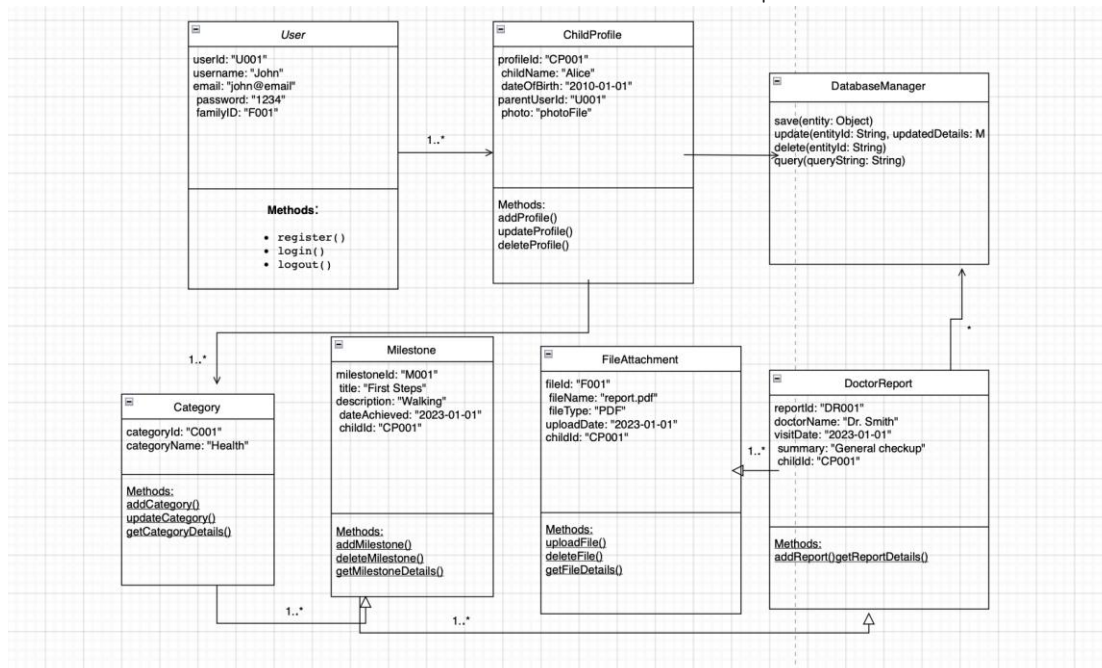 User
userId: "U001"
username: "John"
email: "john@email"
password: "1234"
familyID: "F001"
Methods:
• register()
• login()
• logout()
1..*
ChildProfile
profileId: "CP001"
childName: "Alice"
dateOfBirth: "2010-01-01"
parentUserId: "U001"
photo: "photoFile"
Methods:
addProfile()
updateProfile()
deleteProfile()
DatabaseManager
save(entity: Object)
update(entityId: String, updatedDetails: M
delete(entityId: String)
query(queryString: String)
*
1..*
Category
categoryId: "C001"
categoryName: "Health"
Methods:
addCategory()
updateCategory()
getCategoryDetails()
1..*
Milestone
milestoneId: "M001"
title: "First Steps"
description: "Walking"
dateAchieved: "2023-01-01"
childId: "CP001"
Methods:
addMilestone()
deleteMilestone()
getMilestoneDetails()
1..*
FileAttachment
fileId: "F001"
fileName: "report.pdf"
fileType: "PDF"
uploadDate: "2023-01-01"
childId: "CP001"
Methods:
uploadFile()
deleteFile()
getFileDetails()
1..*
DoctorReport
reportId: "DR001"
doctorName: "Dr. Smith"
visitDate: "2023-01-01"
summary: "General checkup"
childId: "CP001"
Methods:
addReport()getReportDetails()